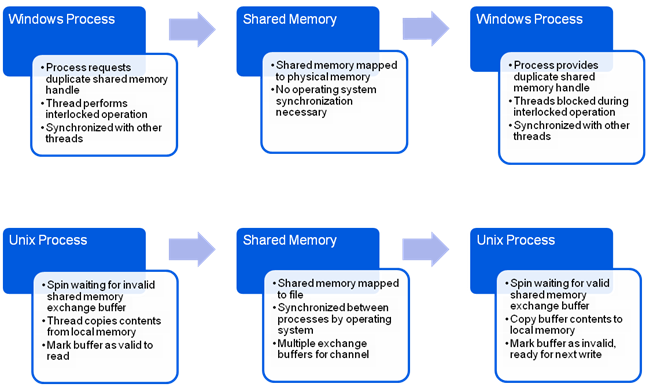 Windows Process
• Process requests
duplicate shared memory
handle
• Thread performs
interlocked operation
• Synchronized with other
threads
Shared Memory
• Shared memory mapped
to physical memory
• No operating system
synchronization
necessary
Windows Process
• Process provides
duplicate shared
memory handle
• Threads blocked during
interlocked operation
• Synchronized with other
threads
Unix Process
• Spin waiting for invalid
shared memory
exchange buffer
• Thread copies contents
from local memory
• Mark buffer as valid to
read
Shared Memory
• Shared memory mapped
to file
• Synchronized between
processes by operating
system
• Multiple exchange
buffers for channel
Unix Process
• Spin waiting for valid
shared memory
exchange buffer
• Copy buffer contents to
local memory
• Mark buffer as invalid,
ready for next write